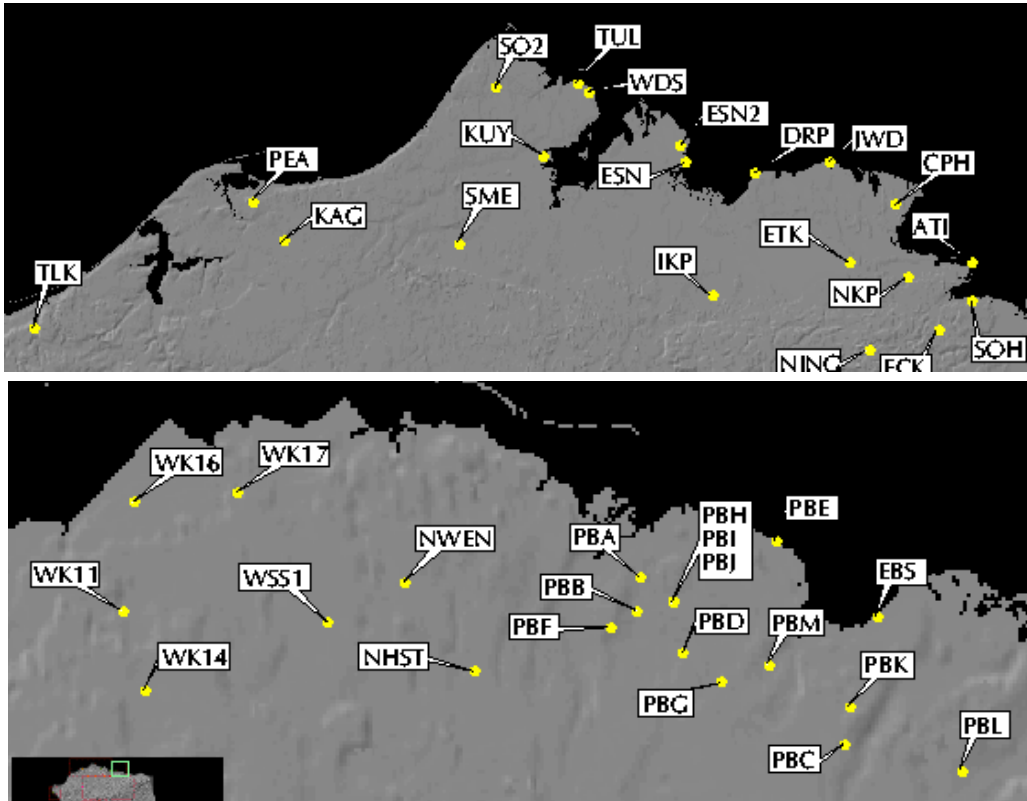 SO2
TUL
WDS
ESN2
KUY
DRP
JWD
PEA
ESN
CPH
SME
KAG
ETK
ATI
IKP
TLK
NKP
SOH
NING
ECK
WK17
WK16
PBH
PBE
PBI
NWEN
PBA
PBJ
WK11
WSS1
EBS
PBB
PBF
PBD
PBM
WK14
NHST
PBK
PBG
PBL
PBC